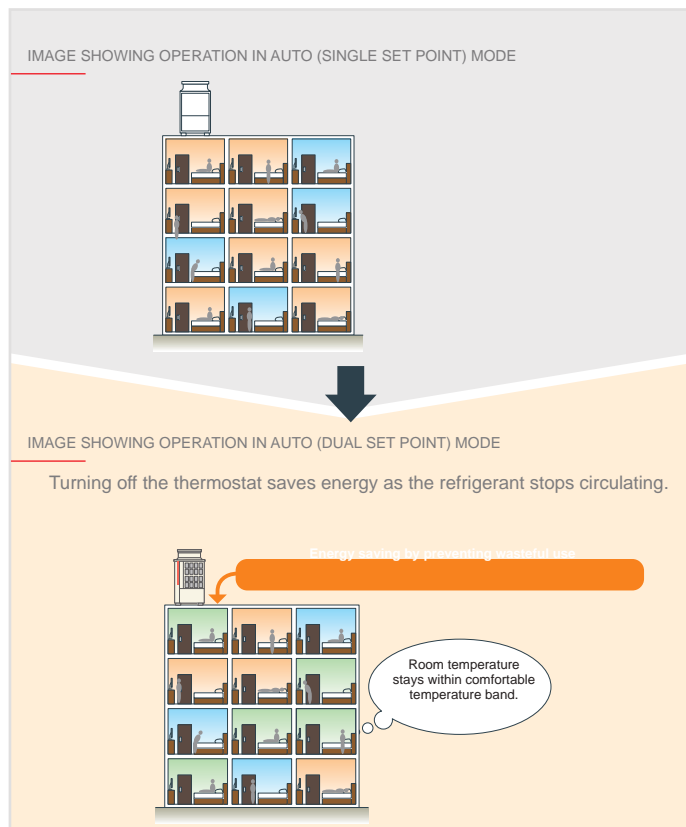 IMAGE SHOWING OPERATION IN AUTO (SINGLE SET POINT) MODE
IMAGE SHOWING OPERATION IN AUTO (DUAL SET POINT) MODE
Turning off the thermostat saves energy as the refrigerant stops circulating.
Energy saving by preventing wasteful use
Room temperature
stays within comfortable
temperature band.